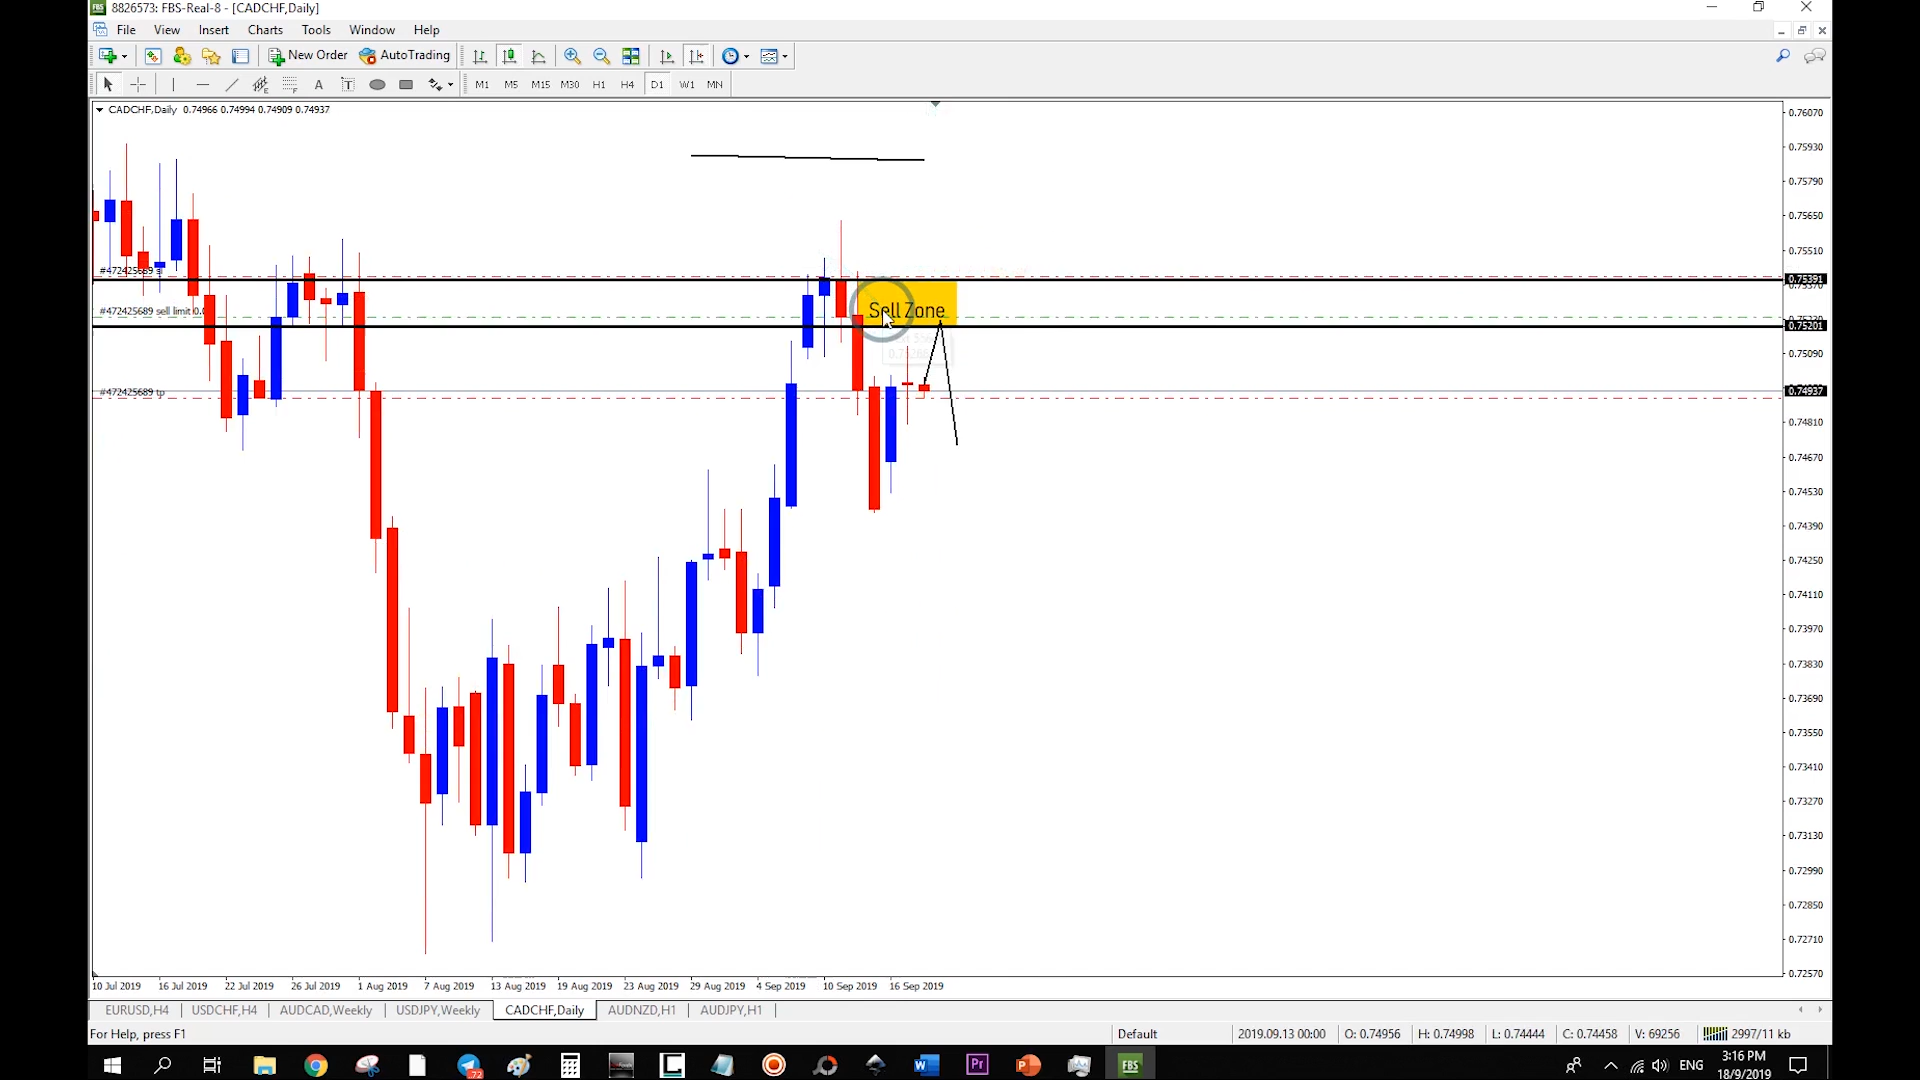 8826573: FBS-Real-8 - [CADCHF,Daily]
File View Insert Charts Tools Window Help
New Order AutoTrading
A T M1 M5 M15 M30 H1 H4 D1 W1 MN
CADCHF,Daily 0.74966 0.74994 0.74909 0.74937
0.76070
0.75930
0.75790
0.75650
0.75510
#472425689 sl
0.75391
#472425689 sell limit 0.0
Sell Zone
0.75201
0.75090
#472425689 tp
0.74937
0.74810
0.74670
0.74530
0.74390
0.74250
0.74110
0.73970
0.73830
0.73690
0.73550
0.73410
0.73270
0.73130
0.72990
0.72850
0.72710
0.72570
10 Jul 2019 16 Jul 2019 22 Jul 2019 26 Jul 2019 1 Aug 2019 7 Aug 2019 13 Aug 2019 19 Aug 2019 23 Aug 2019 29 Aug 2019 4 Sep 2019 10 Sep 2019 16 Sep 2019
EURUSD,H4 USDCHF,H4 AUDCAD,Weekly USDJPY,Weekly CADCHF,Daily AUDNZD,H1 AUDJPY,H1
For Help, press F1 Default 2019.09.13 00:00 O: 0.74956 H: 0.74998 L: 0.74444 C: 0.74458 V: 69256 2997/11 kb
72 Pr FBS ENG 3:16 PM
18/9/2019